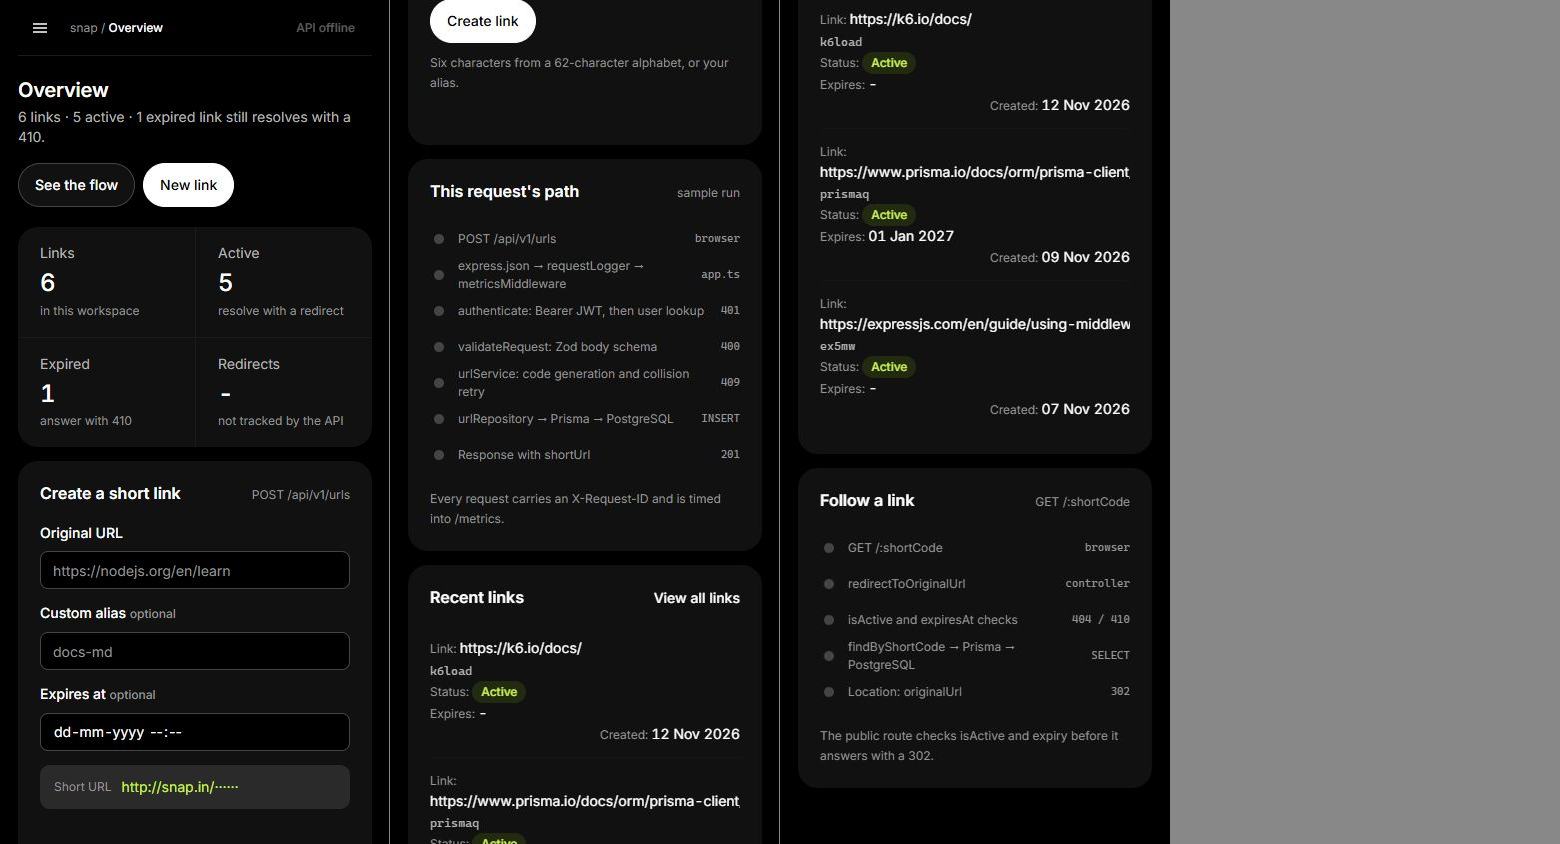 snap / Overview
API offline
Overview
6 links · 5 active · 1 expired link still resolves with a
410.
See the flow
New link
Links
6
in this workspace
Active
5
resolve with a redirect
Expired
1
answer with 410
Redirects
-
not tracked by the API
Create a short link
POST /api/v1/urls
Original URL
https://nodejs.org/en/learn
Custom alias optional
docs-md
Expires at optional
dd-mm-yyyy --:--
Short URL http://snap.in/······
Create link
Six characters from a 62-character alphabet, or your
alias.
This request's path
sample run
POST /api/v1/urls
browser
express.json → requestLogger →
metricsMiddleware
app.ts
authenticate: Bearer JWT, then user lookup
401
validateRequest: Zod body schema
400
urlService: code generation and collision
retry
409
urlRepository → Prisma → PostgreSQL
INSERT
Response with shortUrl
201
Every request carries an X-Request-ID and is timed
into /metrics.
Recent links
View all links
Link: https://k6.io/docs/
k6load
Status: Active
Expires: -
Created: 12 Nov 2026
Link:
https://www.prisma.io/docs/orm/prisma-client/
prismaq
Status: Active
Link: https://k6.io/docs/
k6load
Status: Active
Expires: -
Created: 12 Nov 2026
Link:
https://www.prisma.io/docs/orm/prisma-client/
prismaq
Status: Active
Expires: 01 Jan 2027
Created: 09 Nov 2026
Link:
https://expressjs.com/en/guide/using-middlew
ex5mw
Status: Active
Expires: -
Created: 07 Nov 2026
Follow a link
GET /:shortCode
GET /:shortCode
browser
redirectToOriginalUrl
controller
isActive and expiresAt checks
404 / 410
findByShortCode → Prisma →
PostgreSQL
SELECT
Location: originalUrl
302
The public route checks isActive and expiry before it
answers with a 302.